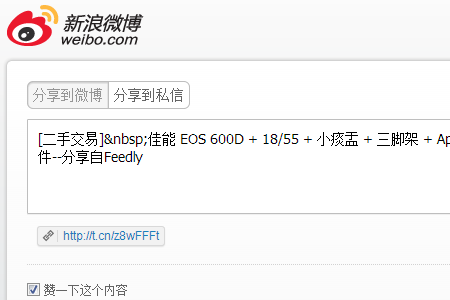 新浪微博
weibo.com
分享到微博 分享到私信
[二手交易]&nbsp;佳能 EOS 600D + 18/55 + 小痰盂 + 三脚架 + Ap
件--分享自Feedly
http://t.cn/z8wFFFt
赞一下这个内容